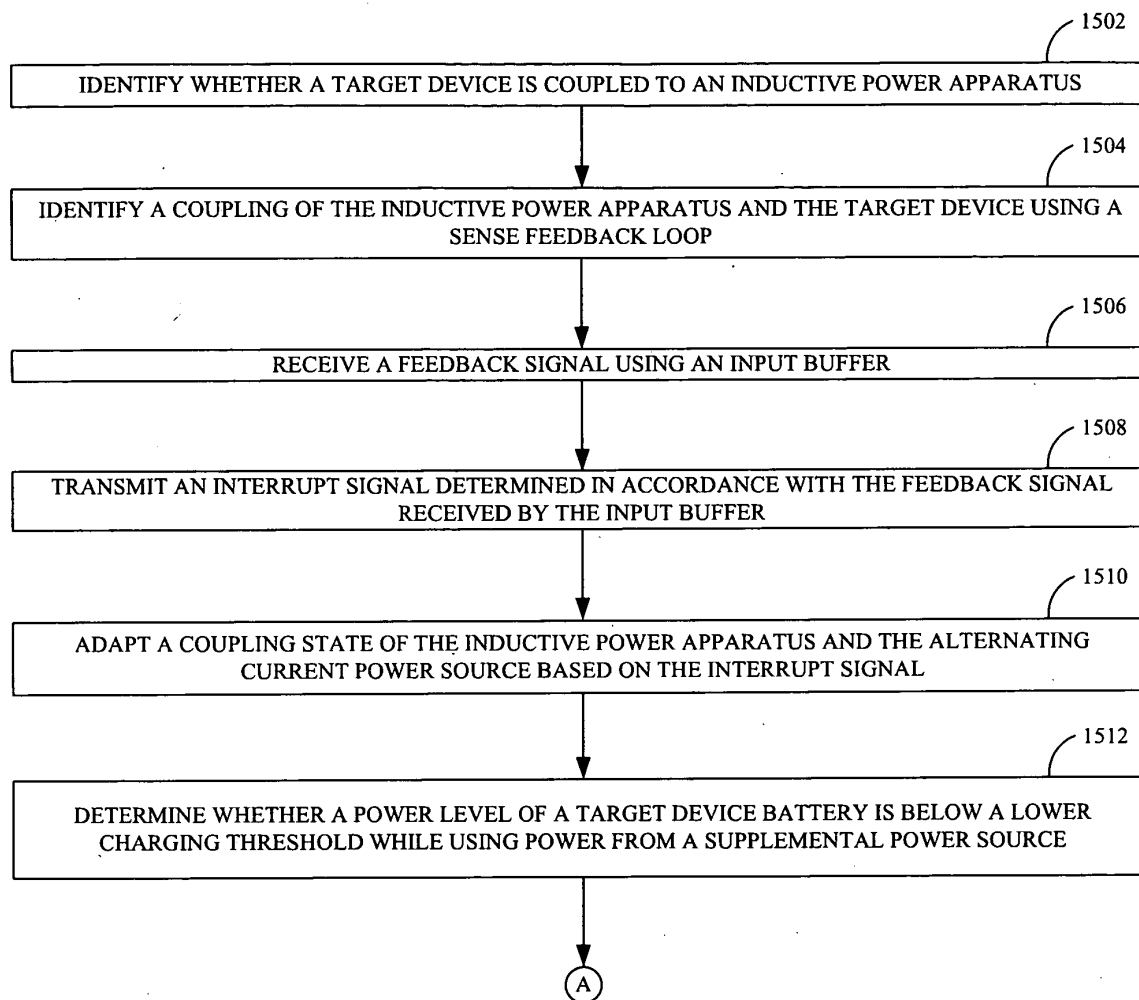 1502
IDENTIFY WHETHER A TARGET DEVICE IS COUPLED TO AN INDUCTIVE POWER APPARATUS
1504
IDENTIFY A COUPLING OF THE INDUCTIVE POWER APPARATUS AND THE TARGET DEVICE USING A
SENSE FEEDBACK LOOP
1506
RECEIVE A FEEDBACK SIGNAL USING AN INPUT BUFFER
1508
TRANSMIT AN INTERRUPT SIGNAL DETERMINED IN ACCORDANCE WITH THE FEEDBACK SIGNAL
RECEIVED BY THE INPUT BUFFER
1510
ADAPT A COUPLING STATE OF THE INDUCTIVE POWER APPARATUS AND THE ALTERNATING
CURRENT POWER SOURCE BASED ON THE INTERRUPT SIGNAL
1512
DETERMINE WHETHER A POWER LEVEL OF A TARGET DEVICE BATTERY IS BELOW A LOWER
CHARGING THRESHOLD WHILE USING POWER FROM A SUPPLEMENTAL POWER SOURCE
A